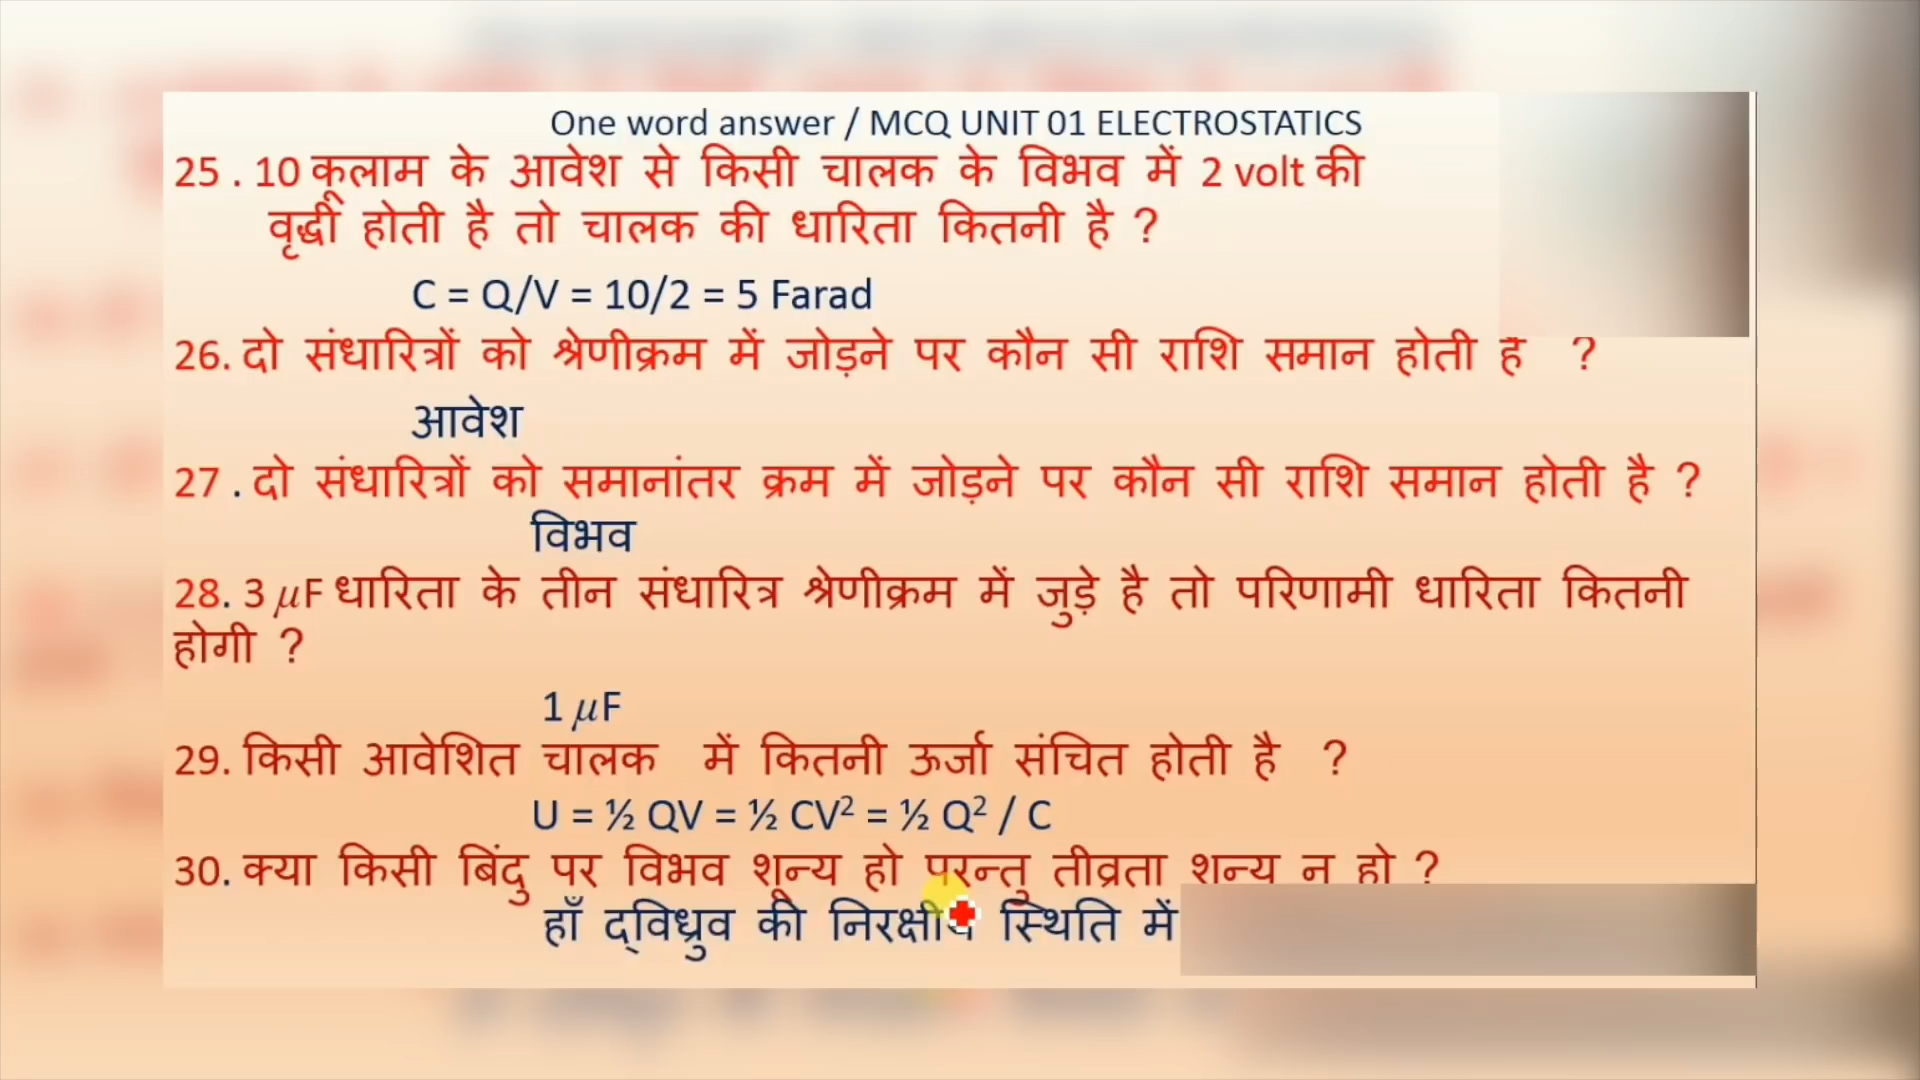 One word answer / MCQ UNIT 01 ELECTROSTATICS
25 . 10 कूलाम के आवेश से किसी चालक के विभव में 2 volt की
वृद्धी होती है तो चालक की धारिता कितनी है ?
C = Q/V = 10/2 = 5 Farad
26. दो संधारित्रों को श्रेणीक्रम में जोड़ने पर कौन सी राशि समान होती है ?
आवेश
27 . दो संधारित्रों को समानांतर क्रम में जोड़ने पर कौन सी राशि समान होती है ?
विभव
28. 3 μF धारिता के तीन संधारित्र श्रेणीक्रम में जुड़े है तो परिणामी धारिता कितनी
होगी ?
1 μF
29. किसी आवेशित चालक में कितनी ऊर्जा संचित होती है ?
U = ½ QV = ½ CV² = ½ Q² / C
30. क्या किसी बिंदु पर विभव शून्य हो परन्तु तीव्रता शून्य न हो ?
हाँ द्विध्रुव की निरक्षीय स्थिति में